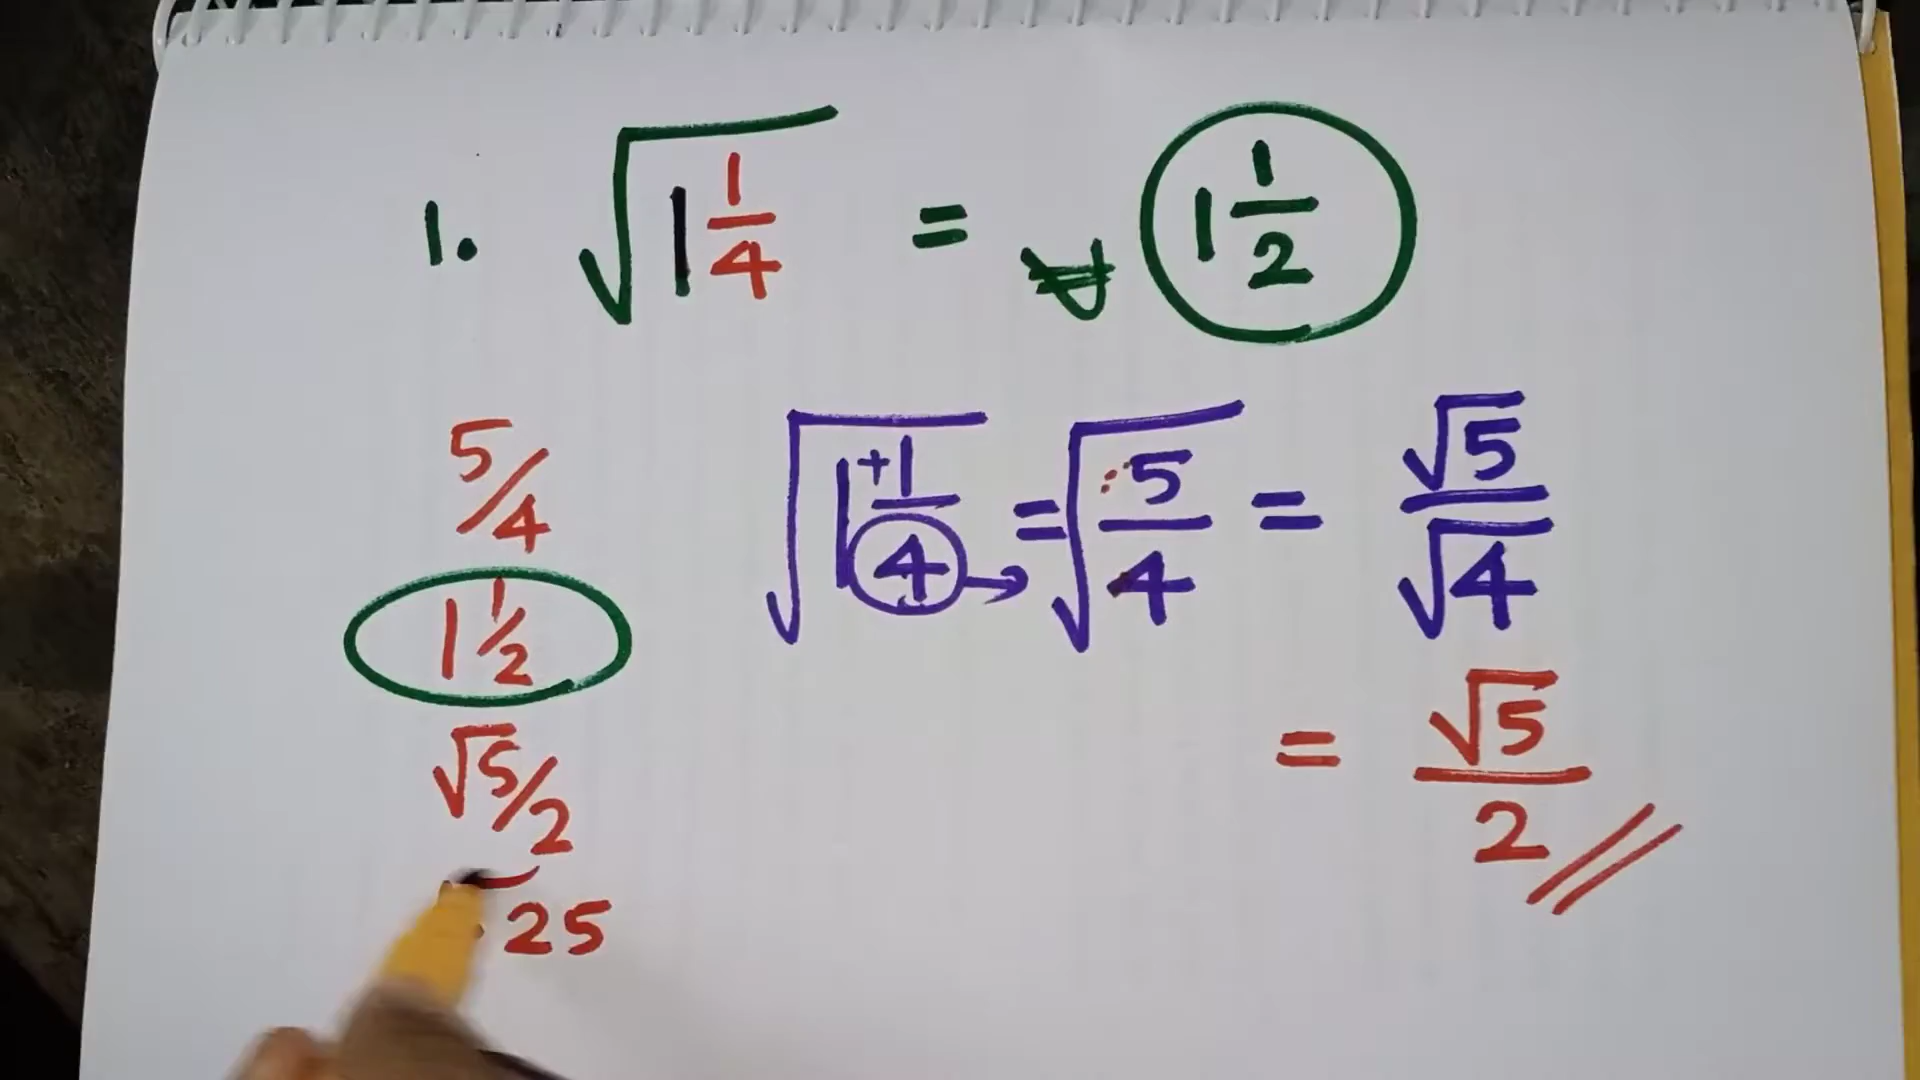 1. √1 1/4 = 1 1/2
5/4
√1 +1/4 = √5/4 = √5/√4
1 1/2
√5/2
= √5/2
25